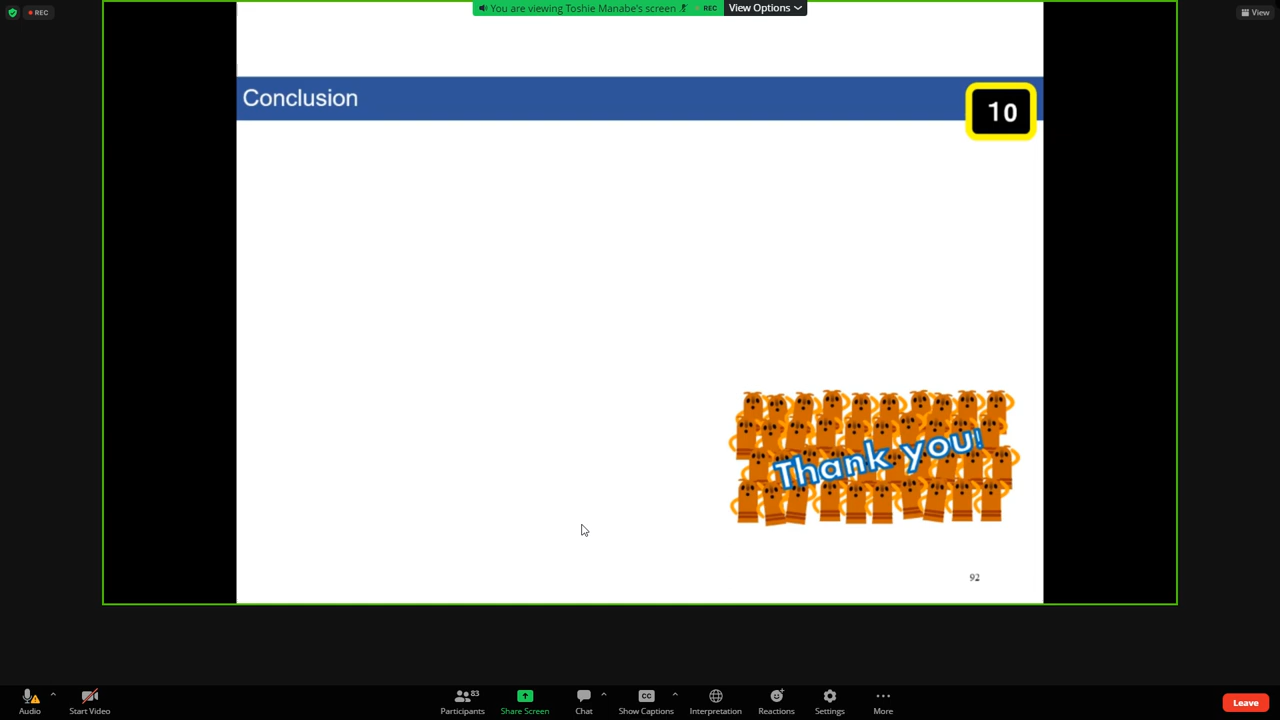 REC
You are viewing Toshie Manabe's screen
REC
View Options
View
Conclusion
10
Thank you!
92
Audio
Start Video
Participants
83
Share Screen
Chat
CC
Show Captions
Interpretation
Reactions
Settings
More
Leave